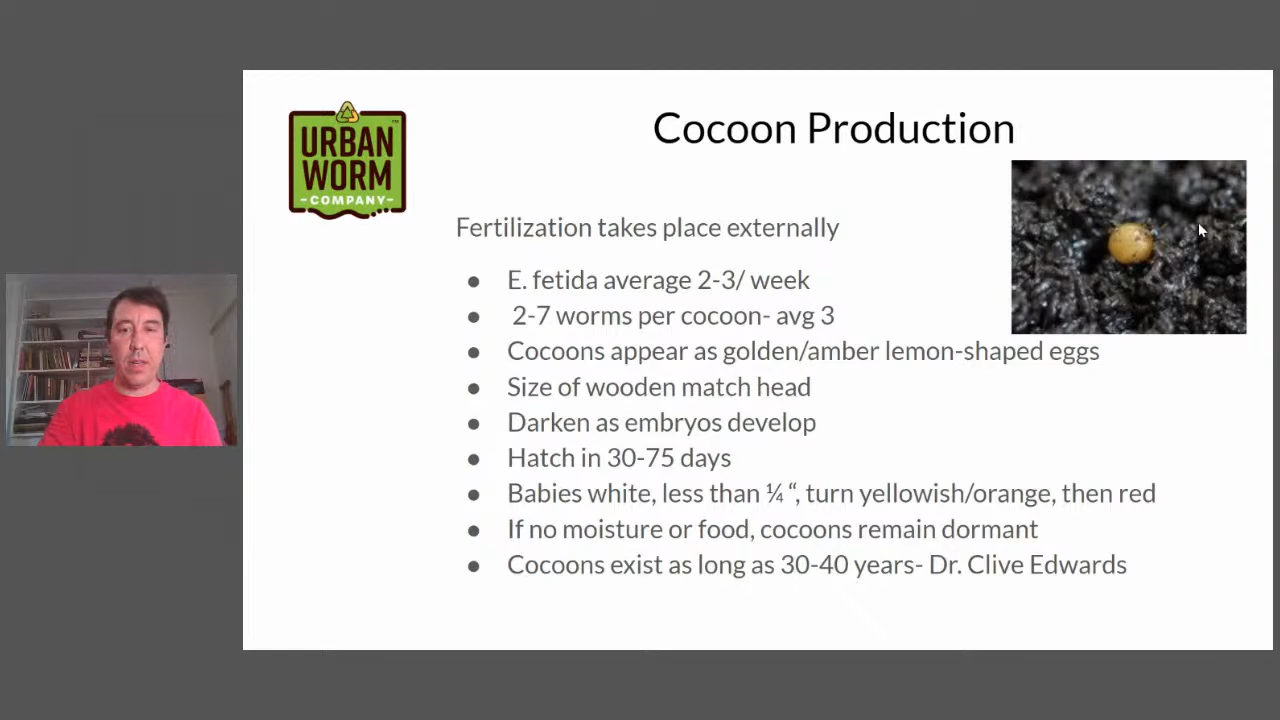 URBAN
WORM
-COMPANY-
™
Cocoon Production
Fertilization takes place externally
● E. fetida average 2-3/ week
● 2-7 worms per cocoon- avg 3
● Cocoons appear as golden/amber lemon-shaped eggs
● Size of wooden match head
● Darken as embryos develop
● Hatch in 30-75 days
● Babies white, less than ¼ “, turn yellowish/orange, then red
● If no moisture or food, cocoons remain dormant
● Cocoons exist as long as 30-40 years- Dr. Clive Edwards